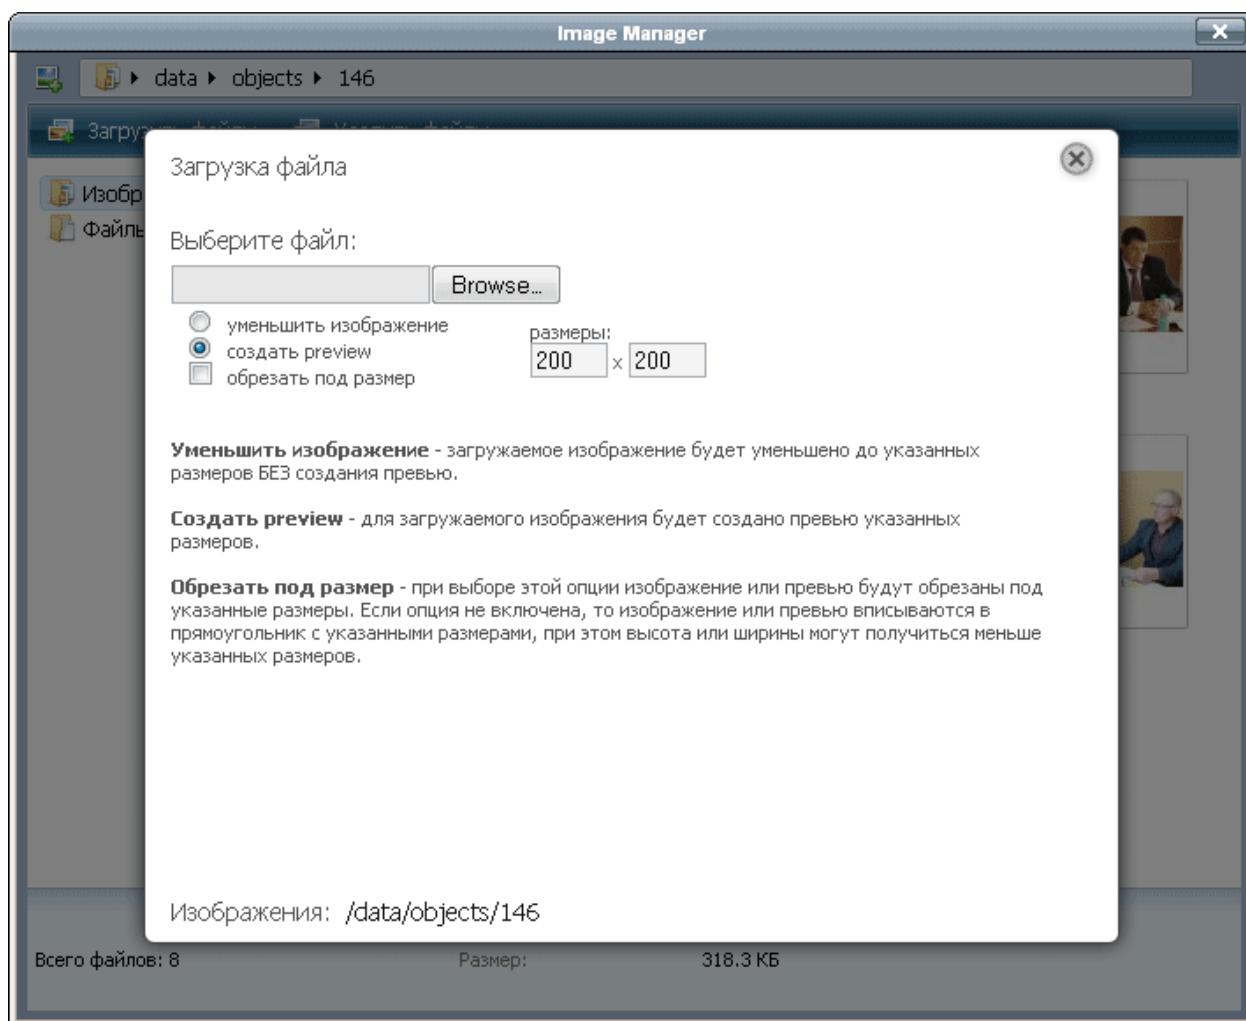 Image Manager
data objects 146
Загрузка файла
Изобр
Файлы
Выберите файл:
Browse...
уменьшить изображение
создать preview
обрезать под размер
размеры:
200 x 200
Уменьшить изображение - загружаемое изображение будет уменьшено до указанных
размеров БЕЗ создания превью.
Создать preview - для загружаемого изображения будет создано превью указанных
размеров.
Обрезать под размер - при выборе этой опции изображение или превью будут обрезаны под
указанные размеры. Если опция не включена, то изображение или превью вписываются в
прямоугольник с указанными размерами, при этом высота или ширины могут получиться меньше
указанных размеров.
Изображения: /data/objects/146
Всего файлов: 8 Размер: 318.3 КБ